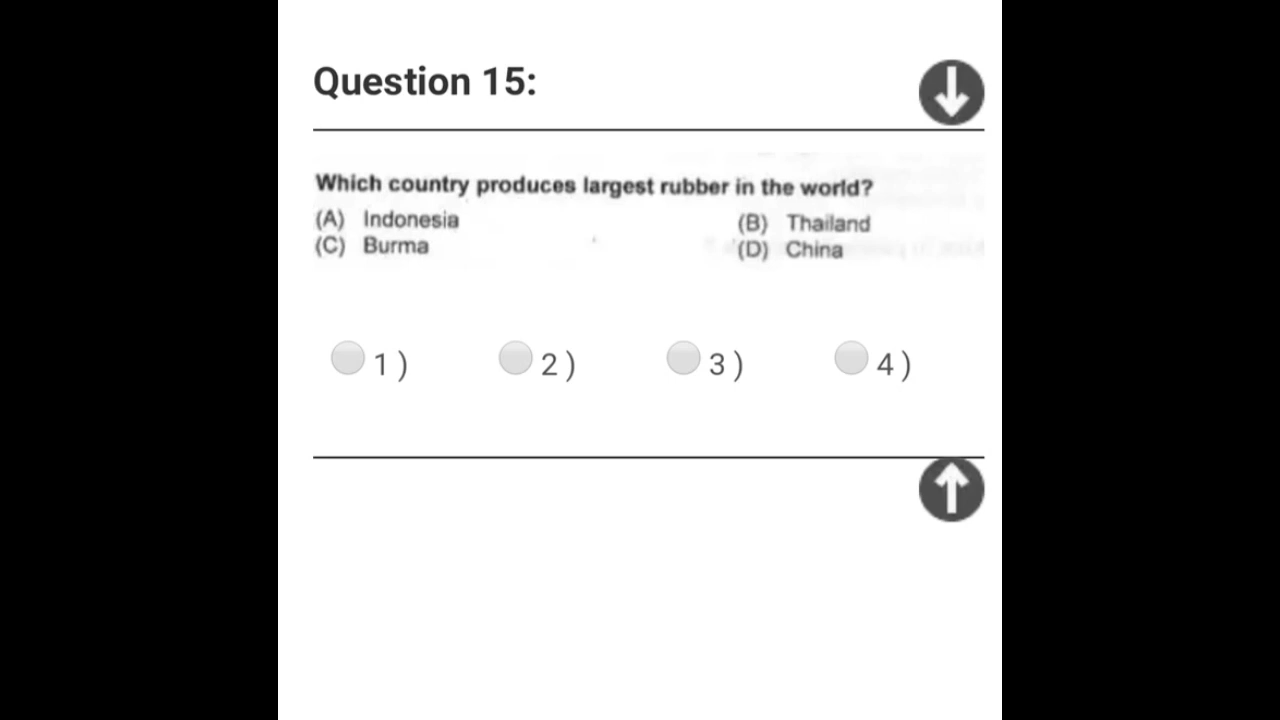 Question 15:
Which country produces largest rubber in the world?
(A) Indonesia (B) Thailand
(C) Burma (D) China
1 ) 2 ) 3 ) 4 )